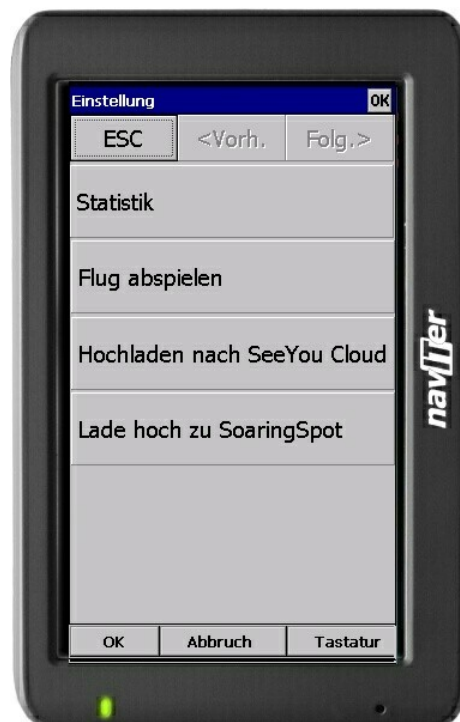 Einstellung OK
ESC <Vorh. Folg.>
Statistik
Flug abspielen
Hochladen nach SeeYou Cloud
Lade hoch zu SoaringSpot
OK Abbruch Tastatur
naviter